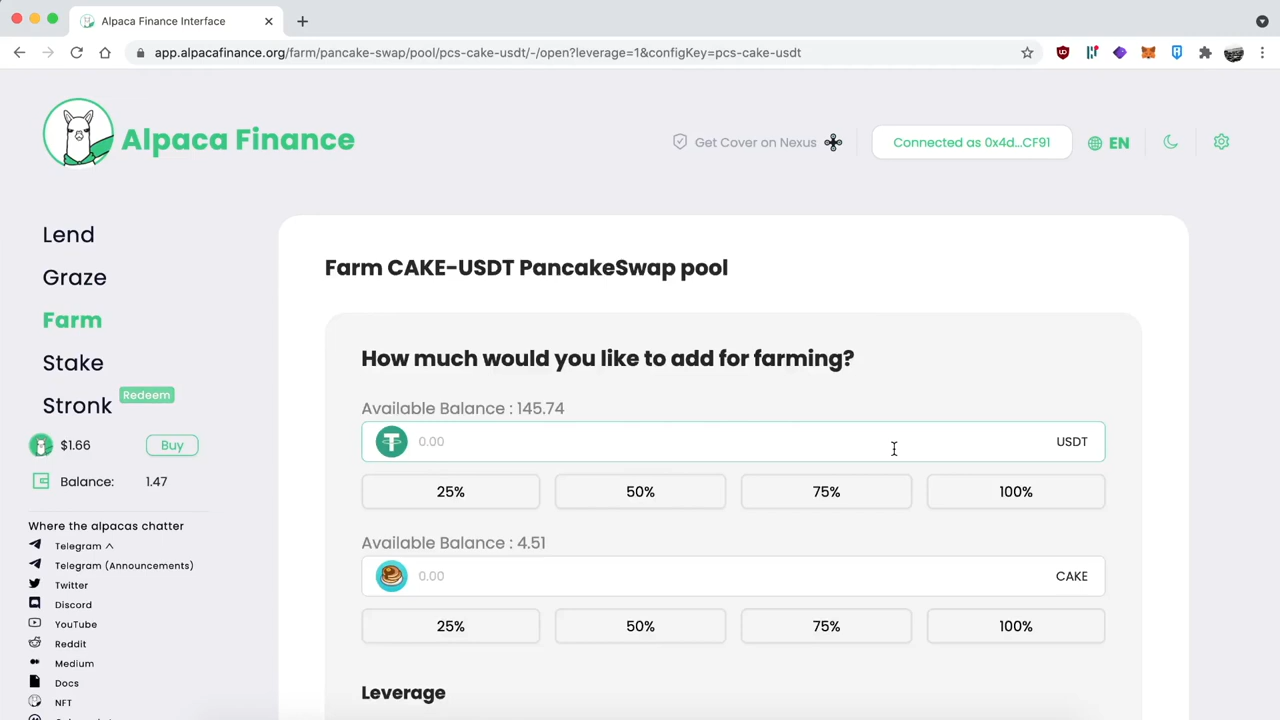 Alpaca Finance Interface
app.alpacafinance.org/farm/pancake-swap/pool/pcs-cake-usdt/-/open?leverage=1&configKey=pcs-cake-usdt
Alpaca Finance
Get Cover on Nexus
Connected as 0x4d...CF91
EN
Lend
Graze
Farm
Stake
Redeem
Stronk
$1.66
Buy
Balance: 1.47
Where the alpacas chatter
Telegram
Telegram (Announcements)
Twitter
Discord
YouTube
Reddit
Medium
Docs
NFT
Farm CAKE-USDT PancakeSwap pool
How much would you like to add for farming?
Available Balance : 145.74
0.00 USDT
25% 50% 75% 100%
Available Balance : 4.51
0.00 CAKE
25% 50% 75% 100%
Leverage